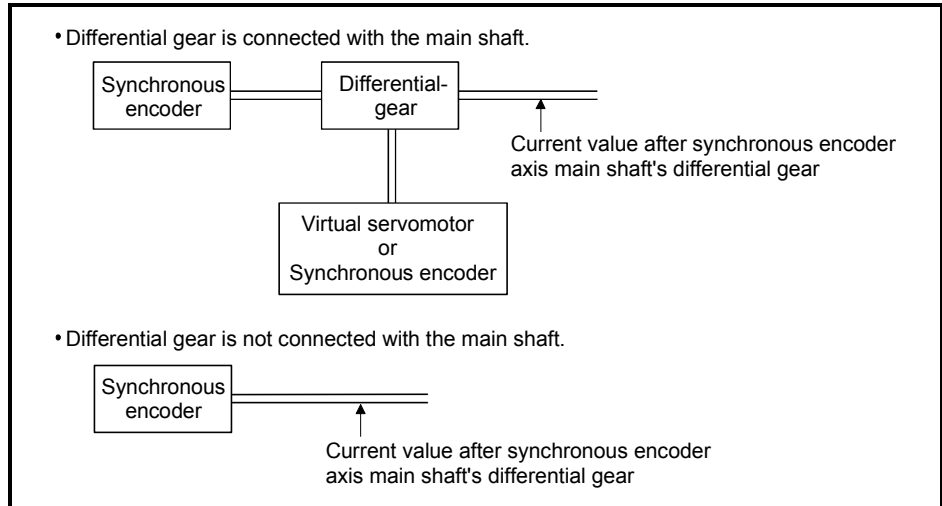 • Differential gear is connected with the main shaft.
Synchronous
encoder
Differential-
gear
Current value after synchronous encoder
axis main shaft's differential gear
Virtual servomotor
or
Synchronous encoder
• Differential gear is not connected with the main shaft.
Synchronous
encoder
Current value after synchronous encoder
axis main shaft's differential gear